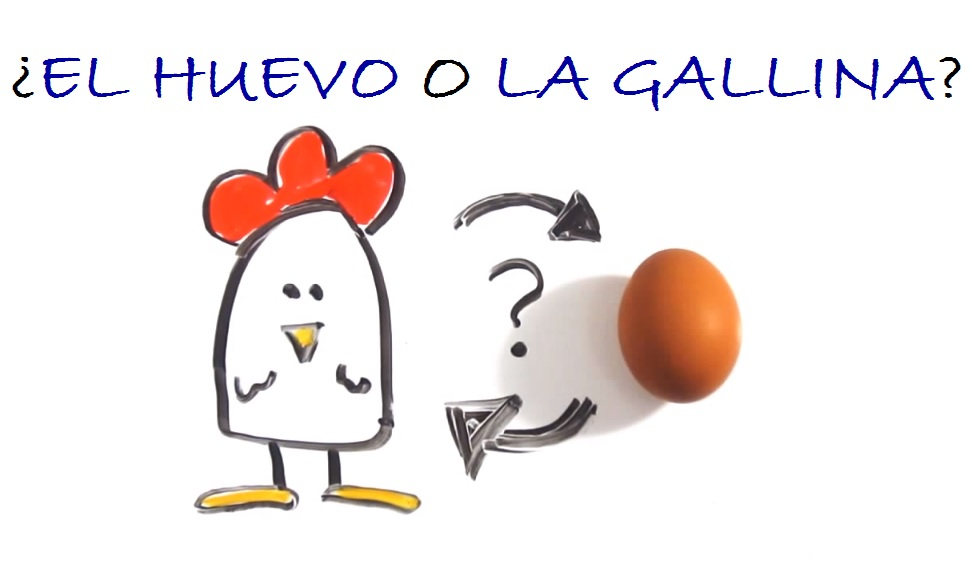 ¿EL HUEVO O LA GALLINA?
?